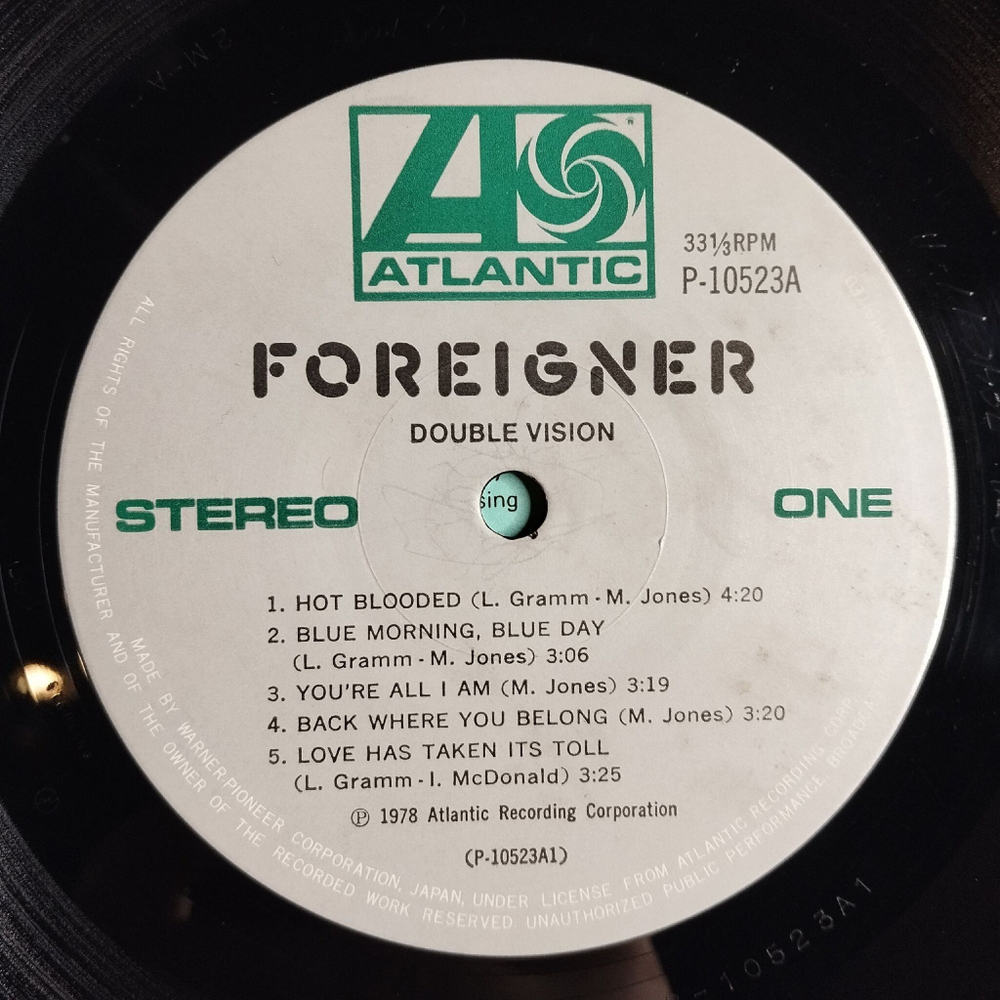 ATLANTIC
33⅓RPM
P-10523A
FOREIGNER
DOUBLE VISION
STEREO
sing
ONE
1. HOT BLOODED (L. Gramm·M. Jones) 4:20
2. BLUE MORNING, BLUE DAY
(L. Gramm·M. Jones) 3:06
3. YOU'RE ALL I AM (M. Jones) 3:19
4. BACK WHERE YOU BELONG (M. Jones) 3:20
5. LOVE HAS TAKEN ITS TOLL
(L. Gramm·I. McDonald) 3:25
Ⓟ 1978 Atlantic Recording Corporation
(P-10523A1)
MADE BY WARNER-PIONEER CORPORATION, JAPAN, UNDER LICENSE FROM ATLANTIC RECORDING CORP.
ALL RIGHTS OF THE MANUFACTURER AND OF THE OWNER OF THE RECORDED WORK RESERVED. UNAUTHORIZED PUBLIC PERFORMANCE BROADCA
10523A1
2M-A